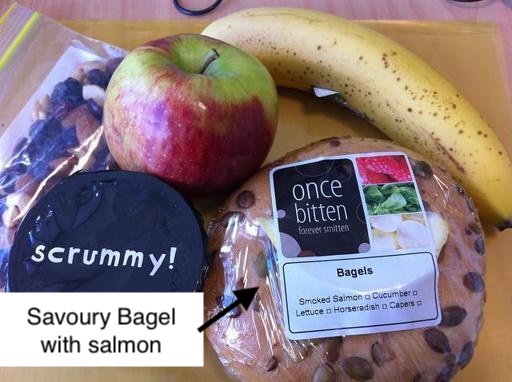 once
bitten
forever smitten
scrummy!
Bagels
Smoked Salmon □ Cucumber □
Lettuce □ Horseradish □ Capers □
Savoury Bagel
with salmon